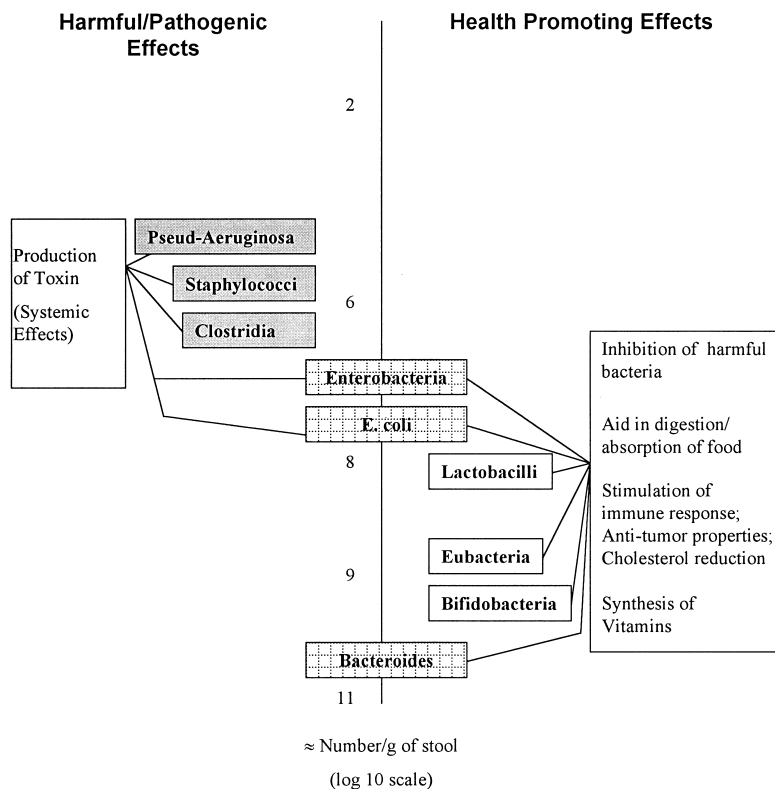 Harmful/Pathogenic
Effects
Health Promoting Effects
2
Production
of Toxin
(Systemic
Effects)
Pseud-Aeruginosa
Staphylococci
6
Clostridia
Enterobacteria
E. coli
8
Lactobacilli
Eubacteria
9
Bifidobacteria
Bacteroides
11
Inhibition of harmful
bacteria
Aid in digestion/
absorption of food
Stimulation of
immune response;
Anti-tumor properties;
Cholesterol reduction
Synthesis of
Vitamins
≈ Number/g of stool
(log 10 scale)